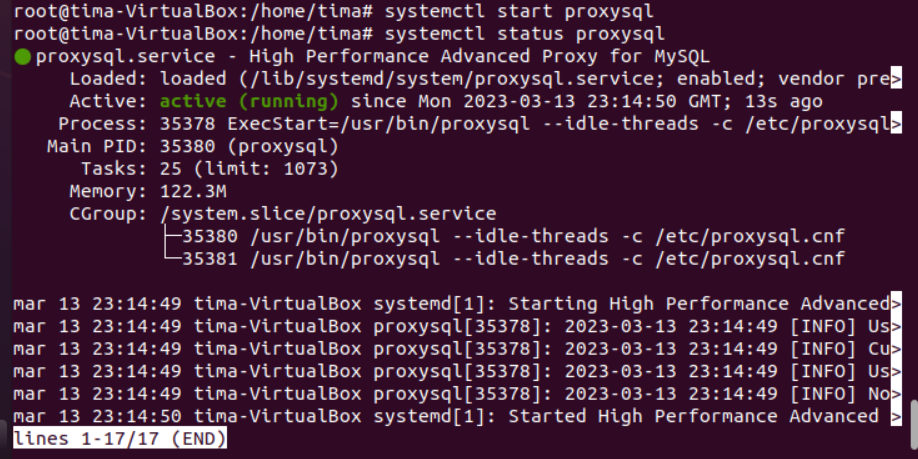 root@tima-VirtualBox:/home/tima# systemctl start proxysql
root@tima-VirtualBox:/home/tima# systemctl status proxysql
● proxysql.service - High Performance Advanced Proxy for MySQL
     Loaded: loaded (/lib/systemd/system/proxysql.service; enabled; vendor pre>
     Active: active (running) since Mon 2023-03-13 23:14:50 GMT; 13s ago
    Process: 35378 ExecStart=/usr/bin/proxysql --idle-threads -c /etc/proxysql>
   Main PID: 35380 (proxysql)
      Tasks: 25 (limit: 1073)
     Memory: 122.3M
     CGroup: /system.slice/proxysql.service
             ├─35380 /usr/bin/proxysql --idle-threads -c /etc/proxysql.cnf
             └─35381 /usr/bin/proxysql --idle-threads -c /etc/proxysql.cnf

mar 13 23:14:49 tima-VirtualBox systemd[1]: Starting High Performance Advanced>
mar 13 23:14:49 tima-VirtualBox proxysql[35378]: 2023-03-13 23:14:49 [INFO] Us>
mar 13 23:14:49 tima-VirtualBox proxysql[35378]: 2023-03-13 23:14:49 [INFO] Cu>
mar 13 23:14:49 tima-VirtualBox proxysql[35378]: 2023-03-13 23:14:49 [INFO] Us>
mar 13 23:14:49 tima-VirtualBox proxysql[35378]: 2023-03-13 23:14:49 [INFO] No>
mar 13 23:14:50 tima-VirtualBox systemd[1]: Started High Performance Advanced >
lines 1-17/17 (END)